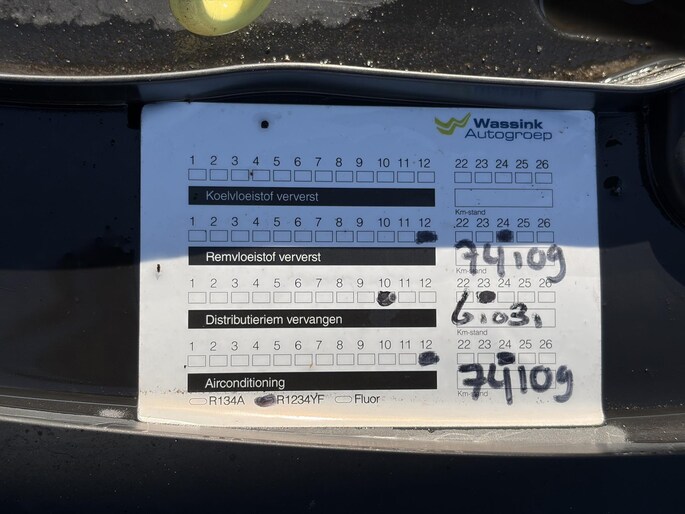 Wassink
Autogroep
1 2 3 4 5 6 7 8 9 10 11 12 22 23 24 25 26
Koelvloeistof ververst
Km-stand
1 2 3 4 5 6 7 8 9 10 11 12 22 23 24 25 26
Remvloeistof ververst 74109
Km-stand
1 2 3 4 5 6 7 8 9 10 11 12 22 23 24 25 26
Distributieriem vervangen 6.03.
Km-stand
1 2 3 4 5 6 7 8 9 10 11 12 22 23 24 25 26
Airconditioning 74109
R134A R1234YF Fluor